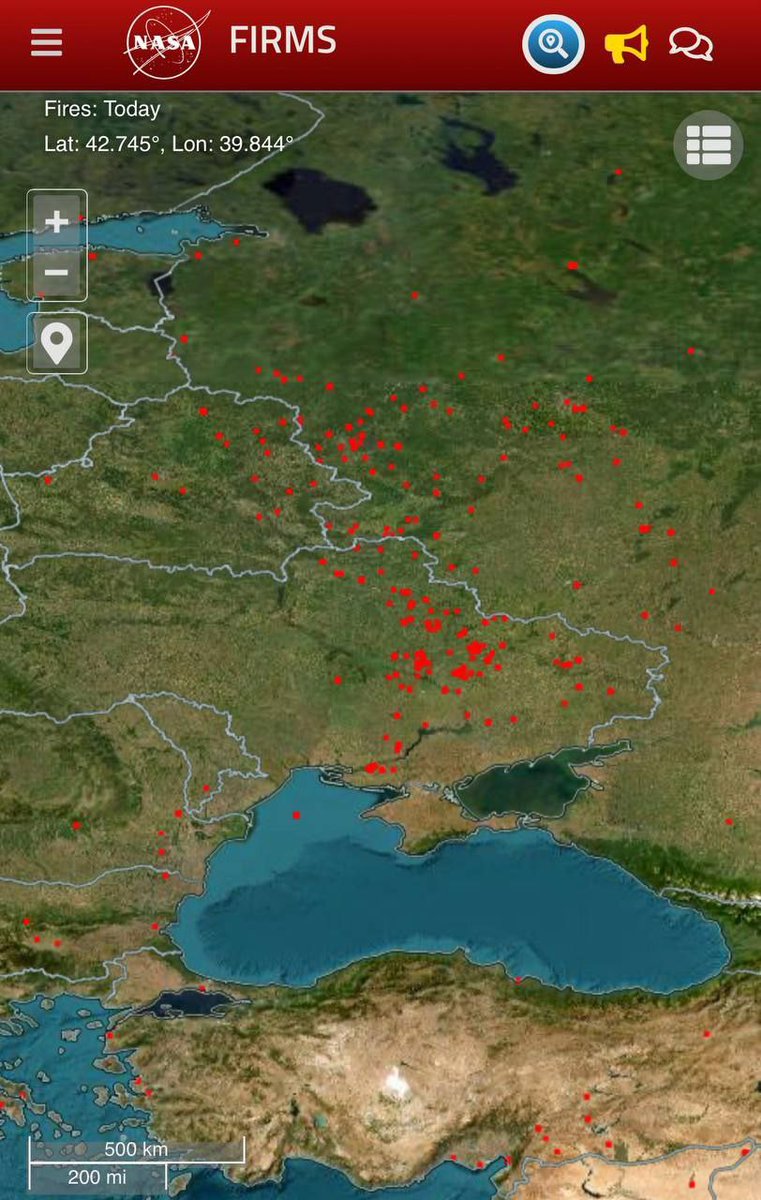 NASA FIRMS
Fires: Today
Lat: 42.745°, Lon: 39.844°
+
−
500 km
200 mi